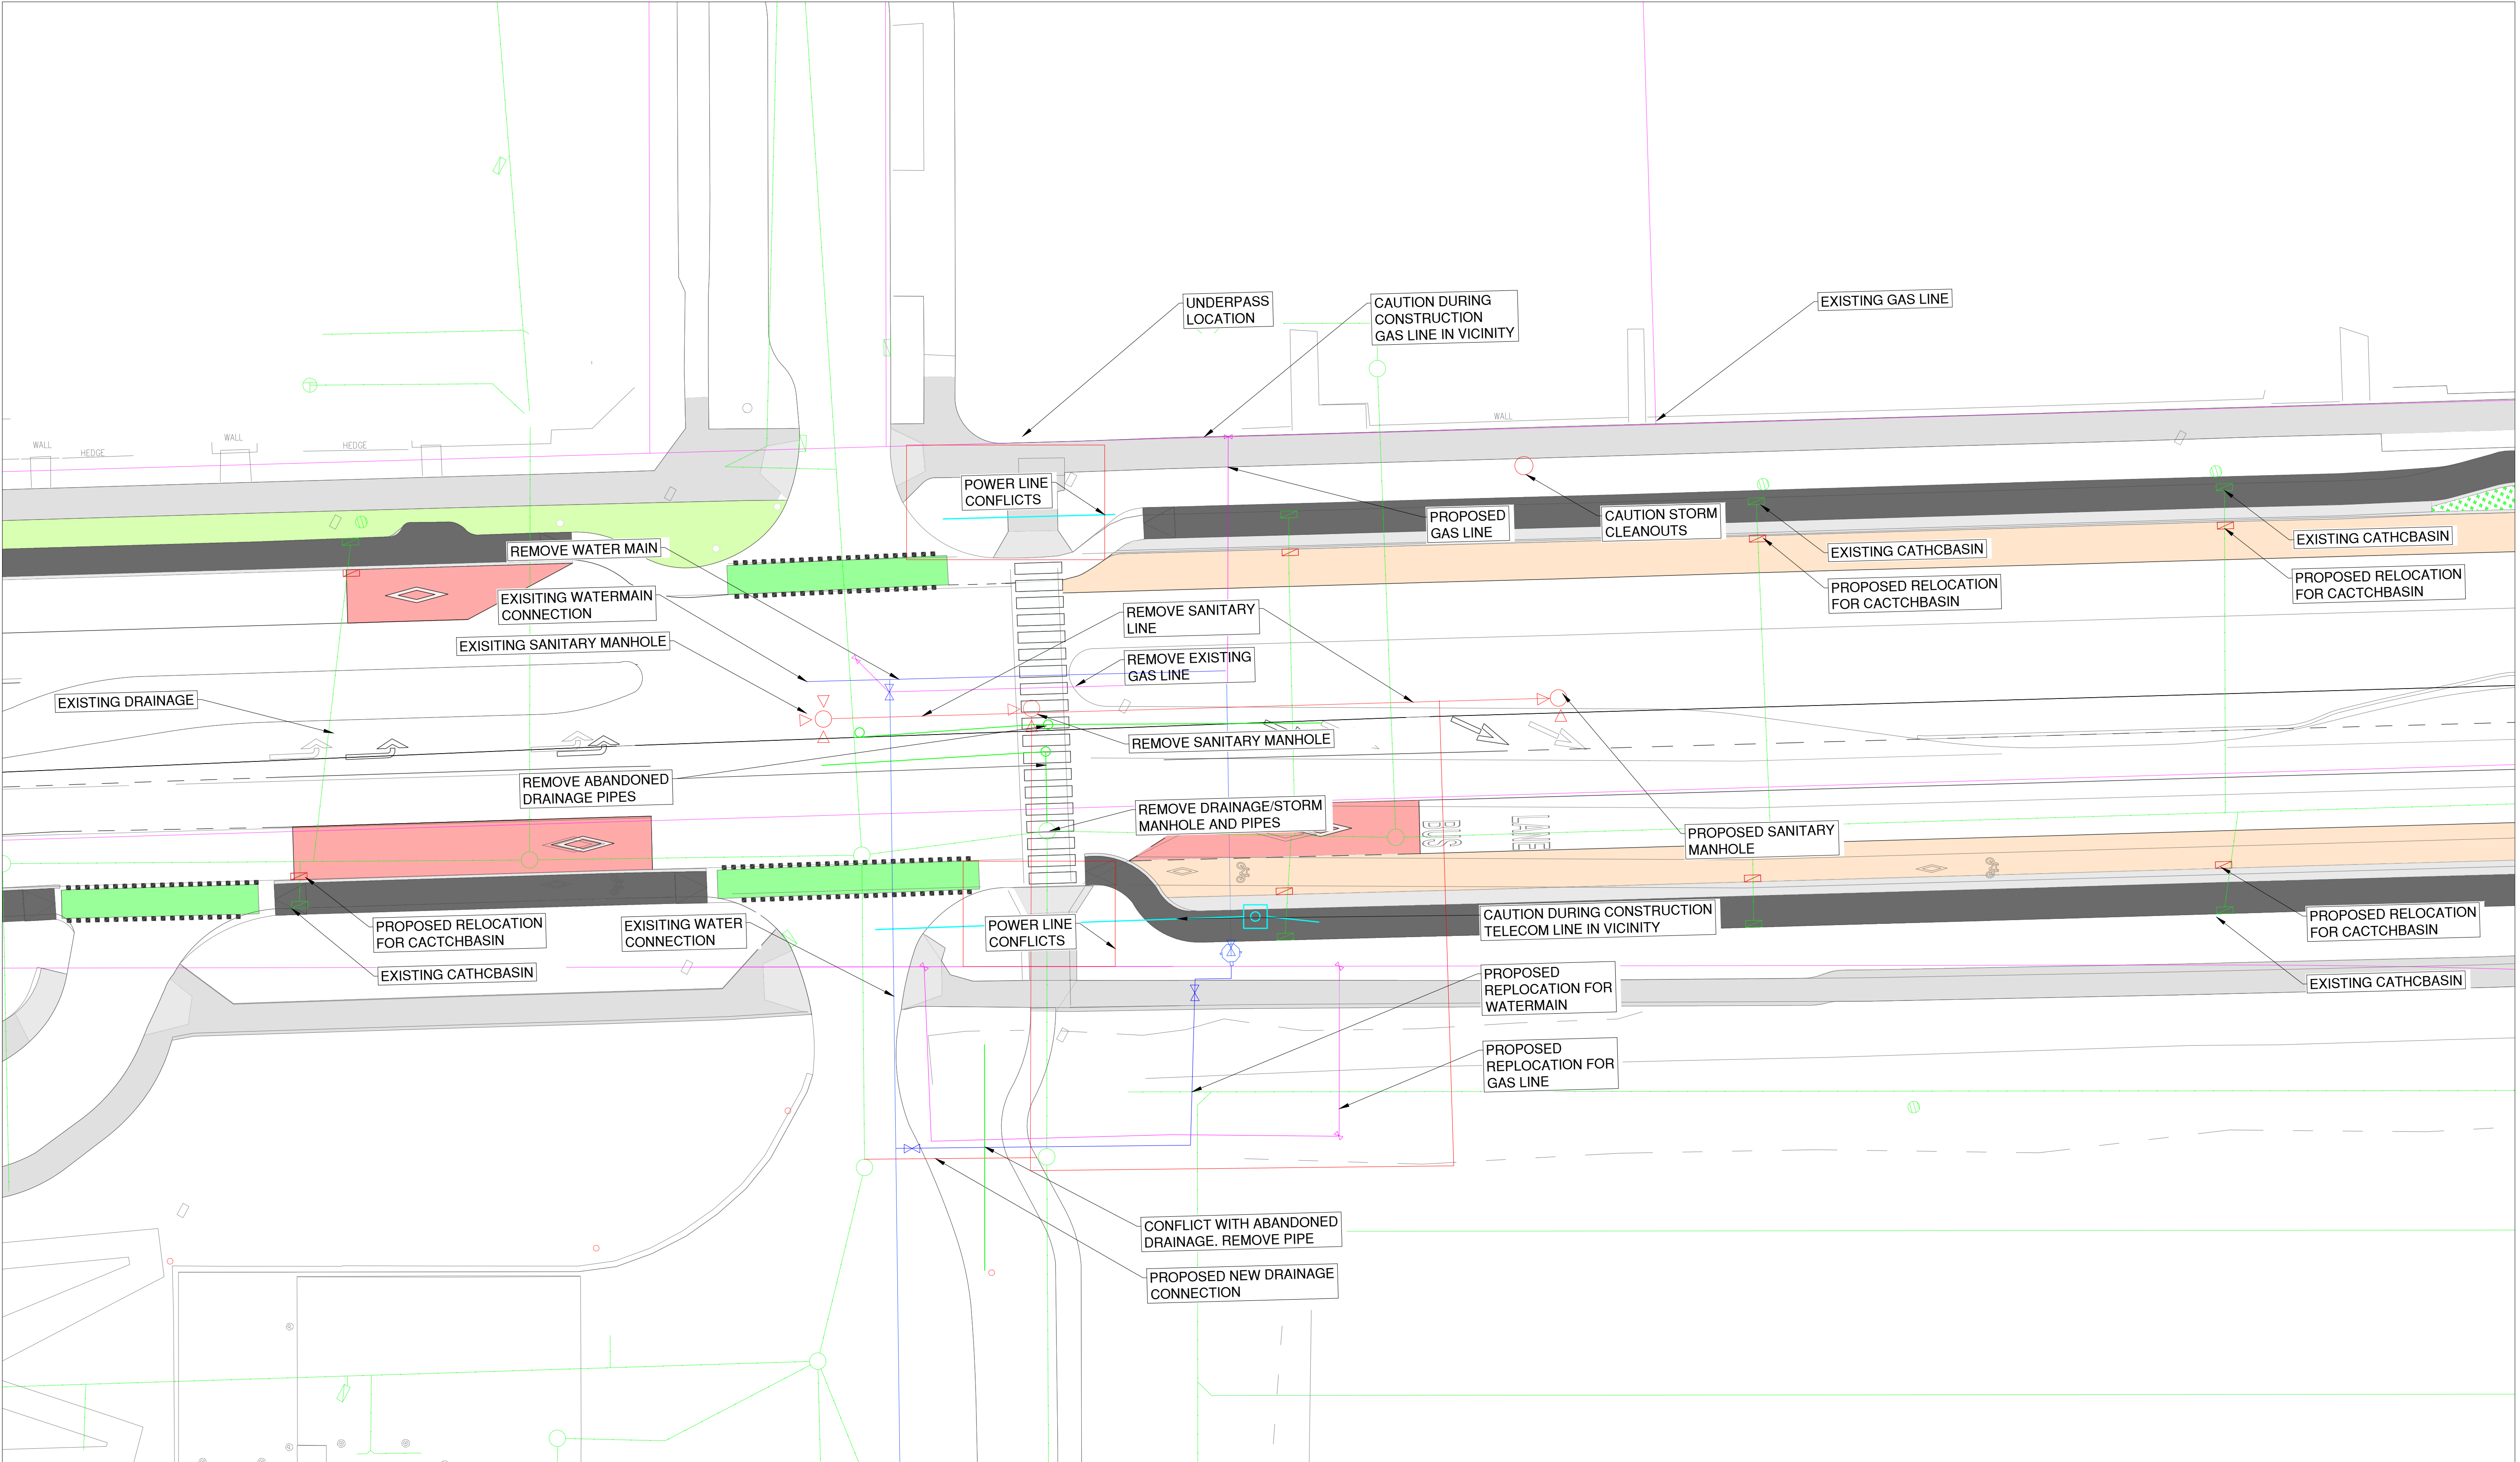 UNDERPASS
LOCATION
CAUTION DURING
CONSTRUCTION
GAS LINE IN VICINITY
EXISTING GAS LINE
WALL
WALL
HEDGE
WALL
HEDGE
POWER LINE
CONFLICTS
PROPOSED
GAS LINE
CAUTION STORM
CLEANOUTS
EXISTING CATHCBASIN
EXISTING CATHCBASIN
REMOVE WATER MAIN
PROPOSED RELOCATION
FOR CACTCHBASIN
PROPOSED RELOCATION
FOR CACTCHBASIN
EXISITING WATERMAIN
CONNECTION
REMOVE SANITARY
LINE
EXISITING SANITARY MANHOLE
REMOVE EXISTING
GAS LINE
EXISTING DRAINAGE
REMOVE SANITARY MANHOLE
REMOVE ABANDONED
DRAINAGE PIPES
REMOVE DRAINAGE/STORM
MANHOLE AND PIPES
BUS
LANE
PROPOSED SANITARY
MANHOLE
PROPOSED RELOCATION
FOR CACTCHBASIN
EXISITING WATER
CONNECTION
POWER LINE
CONFLICTS
CAUTION DURING CONSTRUCTION
TELECOM LINE IN VICINITY
PROPOSED RELOCATION
FOR CACTCHBASIN
EXISTING CATHCBASIN
PROPOSED
REPLOCATION FOR
WATERMAIN
EXISTING CATHCBASIN
PROPOSED
REPLOCATION FOR
GAS LINE
CONFLICT WITH ABANDONED
DRAINAGE. REMOVE PIPE
PROPOSED NEW DRAINAGE
CONNECTION